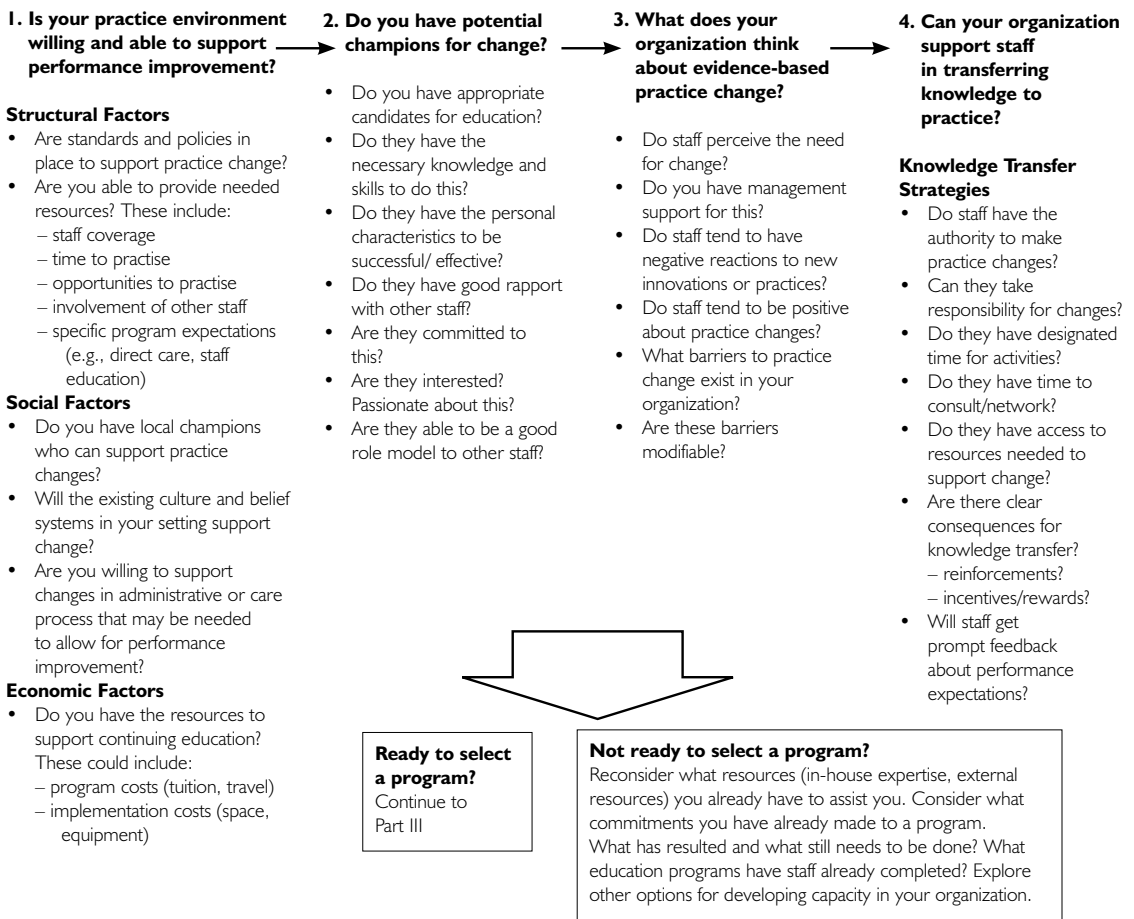 1. Is your practice environment
willing and able to support
performance improvement?
Structural Factors
• Are standards and policies in
place to support practice change?
• Are you able to provide needed
resources? These include:
– staff coverage
– time to practise
– opportunities to practise
– involvement of other staff
– specific program expectations
(e.g., direct care, staff
education)
Social Factors
• Do you have local champions
who can support practice
changes?
• Will the existing culture and belief
systems in your setting support
change?
• Are you willing to support
changes in administrative or care
process that may be needed
to allow for performance
improvement?
Economic Factors
• Do you have the resources to
support continuing education?
These could include:
– program costs (tuition, travel)
– implementation costs (space,
equipment)
2. Do you have potential
champions for change?
• Do you have appropriate
candidates for education?
• Do they have the
necessary knowledge and
skills to do this?
• Do they have the personal
characteristics to be
successful/ effective?
• Do they have good rapport
with other staff?
• Are they committed to
this?
• Are they interested?
Passionate about this?
• Are they able to be a good
role model to other staff?
3. What does your
organization think
about evidence-based
practice change?
• Do staff perceive the need
for change?
• Do you have management
support for this?
• Do staff tend to have
negative reactions to new
innovations or practices?
• Do staff tend to be positive
about practice changes?
• What barriers to practice
change exist in your
organization?
• Are these barriers
modifiable?
4. Can your organization
support staff
in transferring
knowledge to
practice?
Knowledge Transfer
Strategies
• Do staff have the
authority to make
practice changes?
• Can they take
responsibility for changes?
• Do they have designated
time for activities?
• Do they have time to
consult/network?
• Do they have access to
resources needed to
support change?
• Are there clear
consequences for
knowledge transfer?
– reinforcements?
– incentives/rewards?
• Will staff get
prompt feedback
about performance
expectations?
Ready to select
a program?
Continue to
Part III
Not ready to select a program?
Reconsider what resources (in-house expertise, external
resources) you already have to assist you. Consider what
commitments you have already made to a program.
What has resulted and what still needs to be done? What
education programs have staff already completed? Explore
other options for developing capacity in your organization.